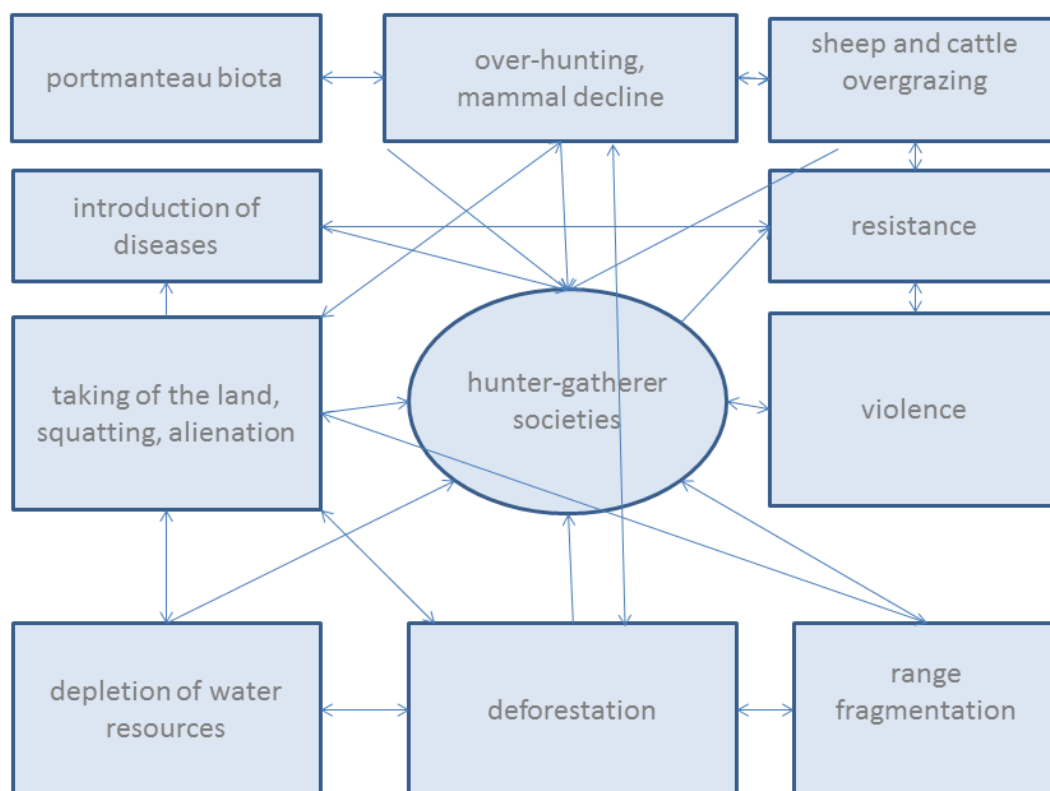 portmanteau biota
over-hunting,
mammal decline
sheep and cattle
overgrazing
introduction of
diseases
resistance
taking of the land,
squatting, alienation
hunter-gatherer
societies
violence
depletion of water
resources
deforestation
range
fragmentation